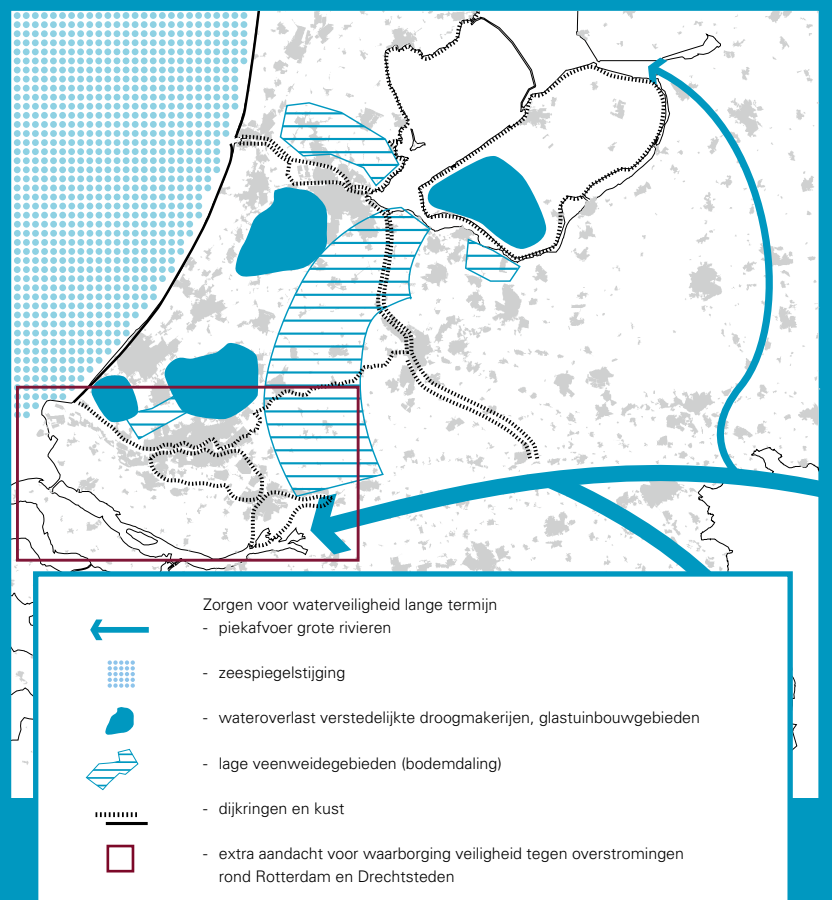 Zorgen voor waterveiligheid lange termijn
- piekafvoer grote rivieren
- zeespiegelstijging
- wateroverlast verstedelijkte droogmakerijen, glastuinbouwgebieden
- lage veenweidegebieden (bodemdaling)
- dijkringen en kust
- extra aandacht voor waarborging veiligheid tegen overstromingen
rond Rotterdam en Drechtsteden